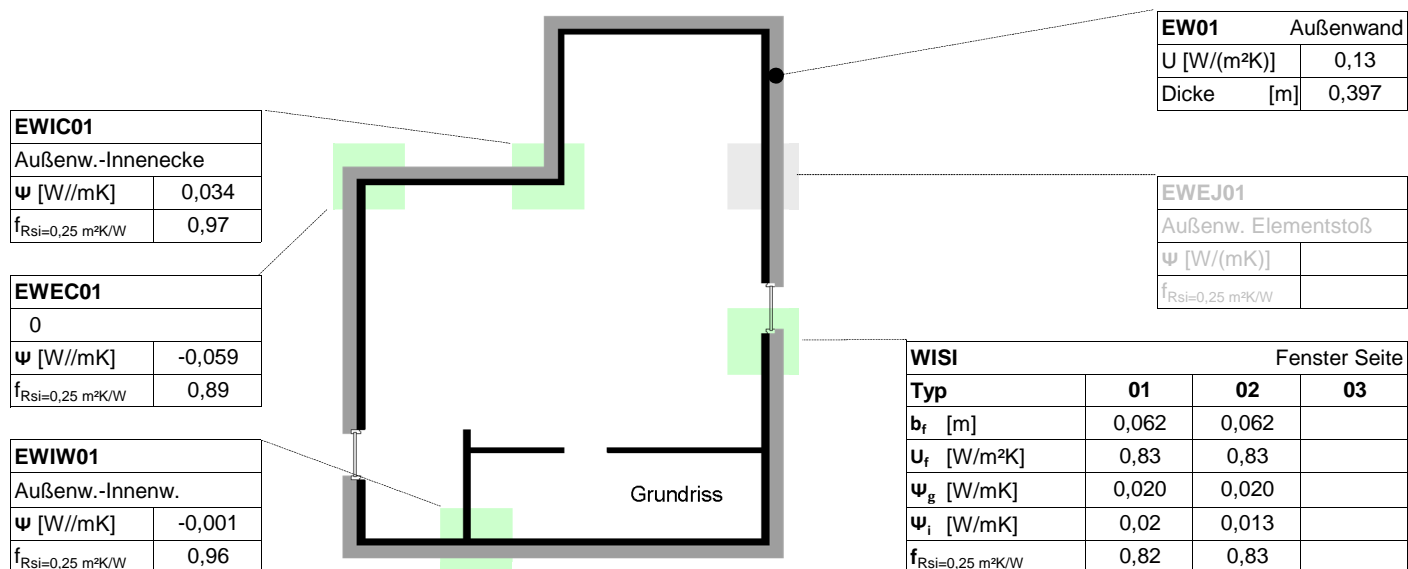 EW01 Außenwand
U [W/(m²K)] 0,13
Dicke [m] 0,397
EWIC01
Außenw.-Innenecke
Ψ [W//mK] 0,034
fRsi=0,25 m²K/W 0,97
EWEJ01
Außenw. Elementstoß
Ψ [W/(mK)]
fRsi=0,25 m²K/W
EWEC01
0
Ψ [W//mK] -0,059
fRsi=0,25 m²K/W 0,89
WISI Fenster Seite
Typ 01 02 03
bf [m] 0,062 0,062
Uf [W/m²K] 0,83 0,83
Ψg [W/mK] 0,020 0,020
Ψi [W/mK] 0,02 0,013
fRsi=0,25 m²K/W 0,82 0,83
EWIW01
Außenw.-Innenw.
Ψ [W//mK] -0,001
fRsi=0,25 m²K/W 0,96
Grundriss